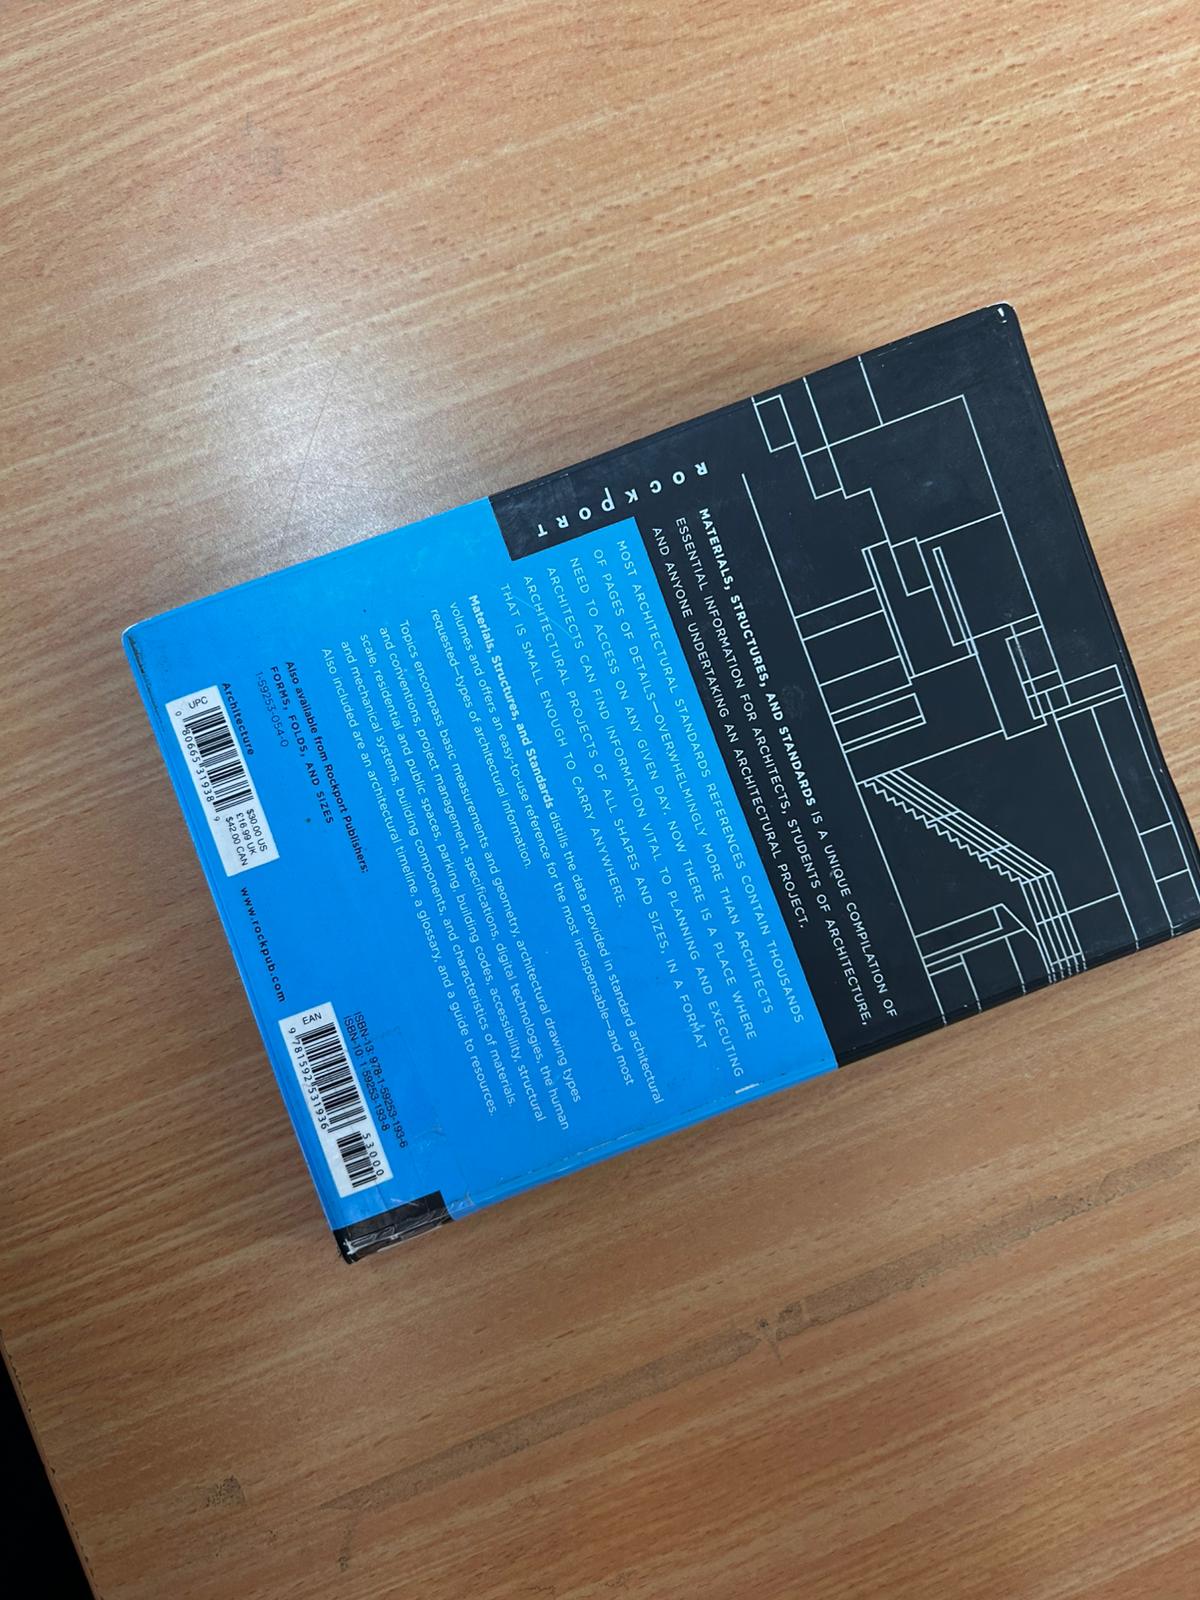 ROCKPORT
MATERIALS, STRUCTURES, AND STANDARDS IS A UNIQUE COMPILATION OF
ESSENTIAL INFORMATION FOR ARCHITECTS, STUDENTS OF ARCHITECTURE,
AND ANYONE UNDERTAKING AN ARCHITECTURAL PROJECT.
MOST ARCHITECTURAL STANDARDS REFERENCES CONTAIN THOUSANDS
OF PAGES OF DETAILS—OVERWHELMINGLY MORE THAN ARCHITECTS
NEED TO ACCESS ON ANY GIVEN DAY. NOW THERE IS A PLACE WHERE
ARCHITECTS CAN FIND INFORMATION VITAL TO PLANNING AND EXECUTING
ARCHITECTURAL PROJECTS OF ALL SHAPES AND SIZES, IN A FORMAT
THAT IS SMALL ENOUGH TO CARRY ANYWHERE.
Materials, Structures, and Standards distills the data provided in standard architectural
volumes and offers an easy-to-use reference for the most indispensable—and most
requested—types of architectural information.
Topics encompass basic measurements and geometry, architectural drawing types
and conventions, project management, specifications, digital technologies, the human
scale, residential and public spaces, parking, building codes, accessibility, structural
and mechanical systems, building components, and characteristics of materials.
Also included are an architectural timeline, a glossary, and a guide to resources.
Also available from Rockport Publishers:
FORMS, FOLDS, AND SIZES
1-59253-054-0
Architecture
UPC
0 80665 31938 9
$30.00 US
£16.99 UK
$42.00 CAN
www.rockpub.com
ISBN-13: 978-1-59253-193-6
ISBN-10: 1-59253-193-8
EAN
9 781592 531936
53000